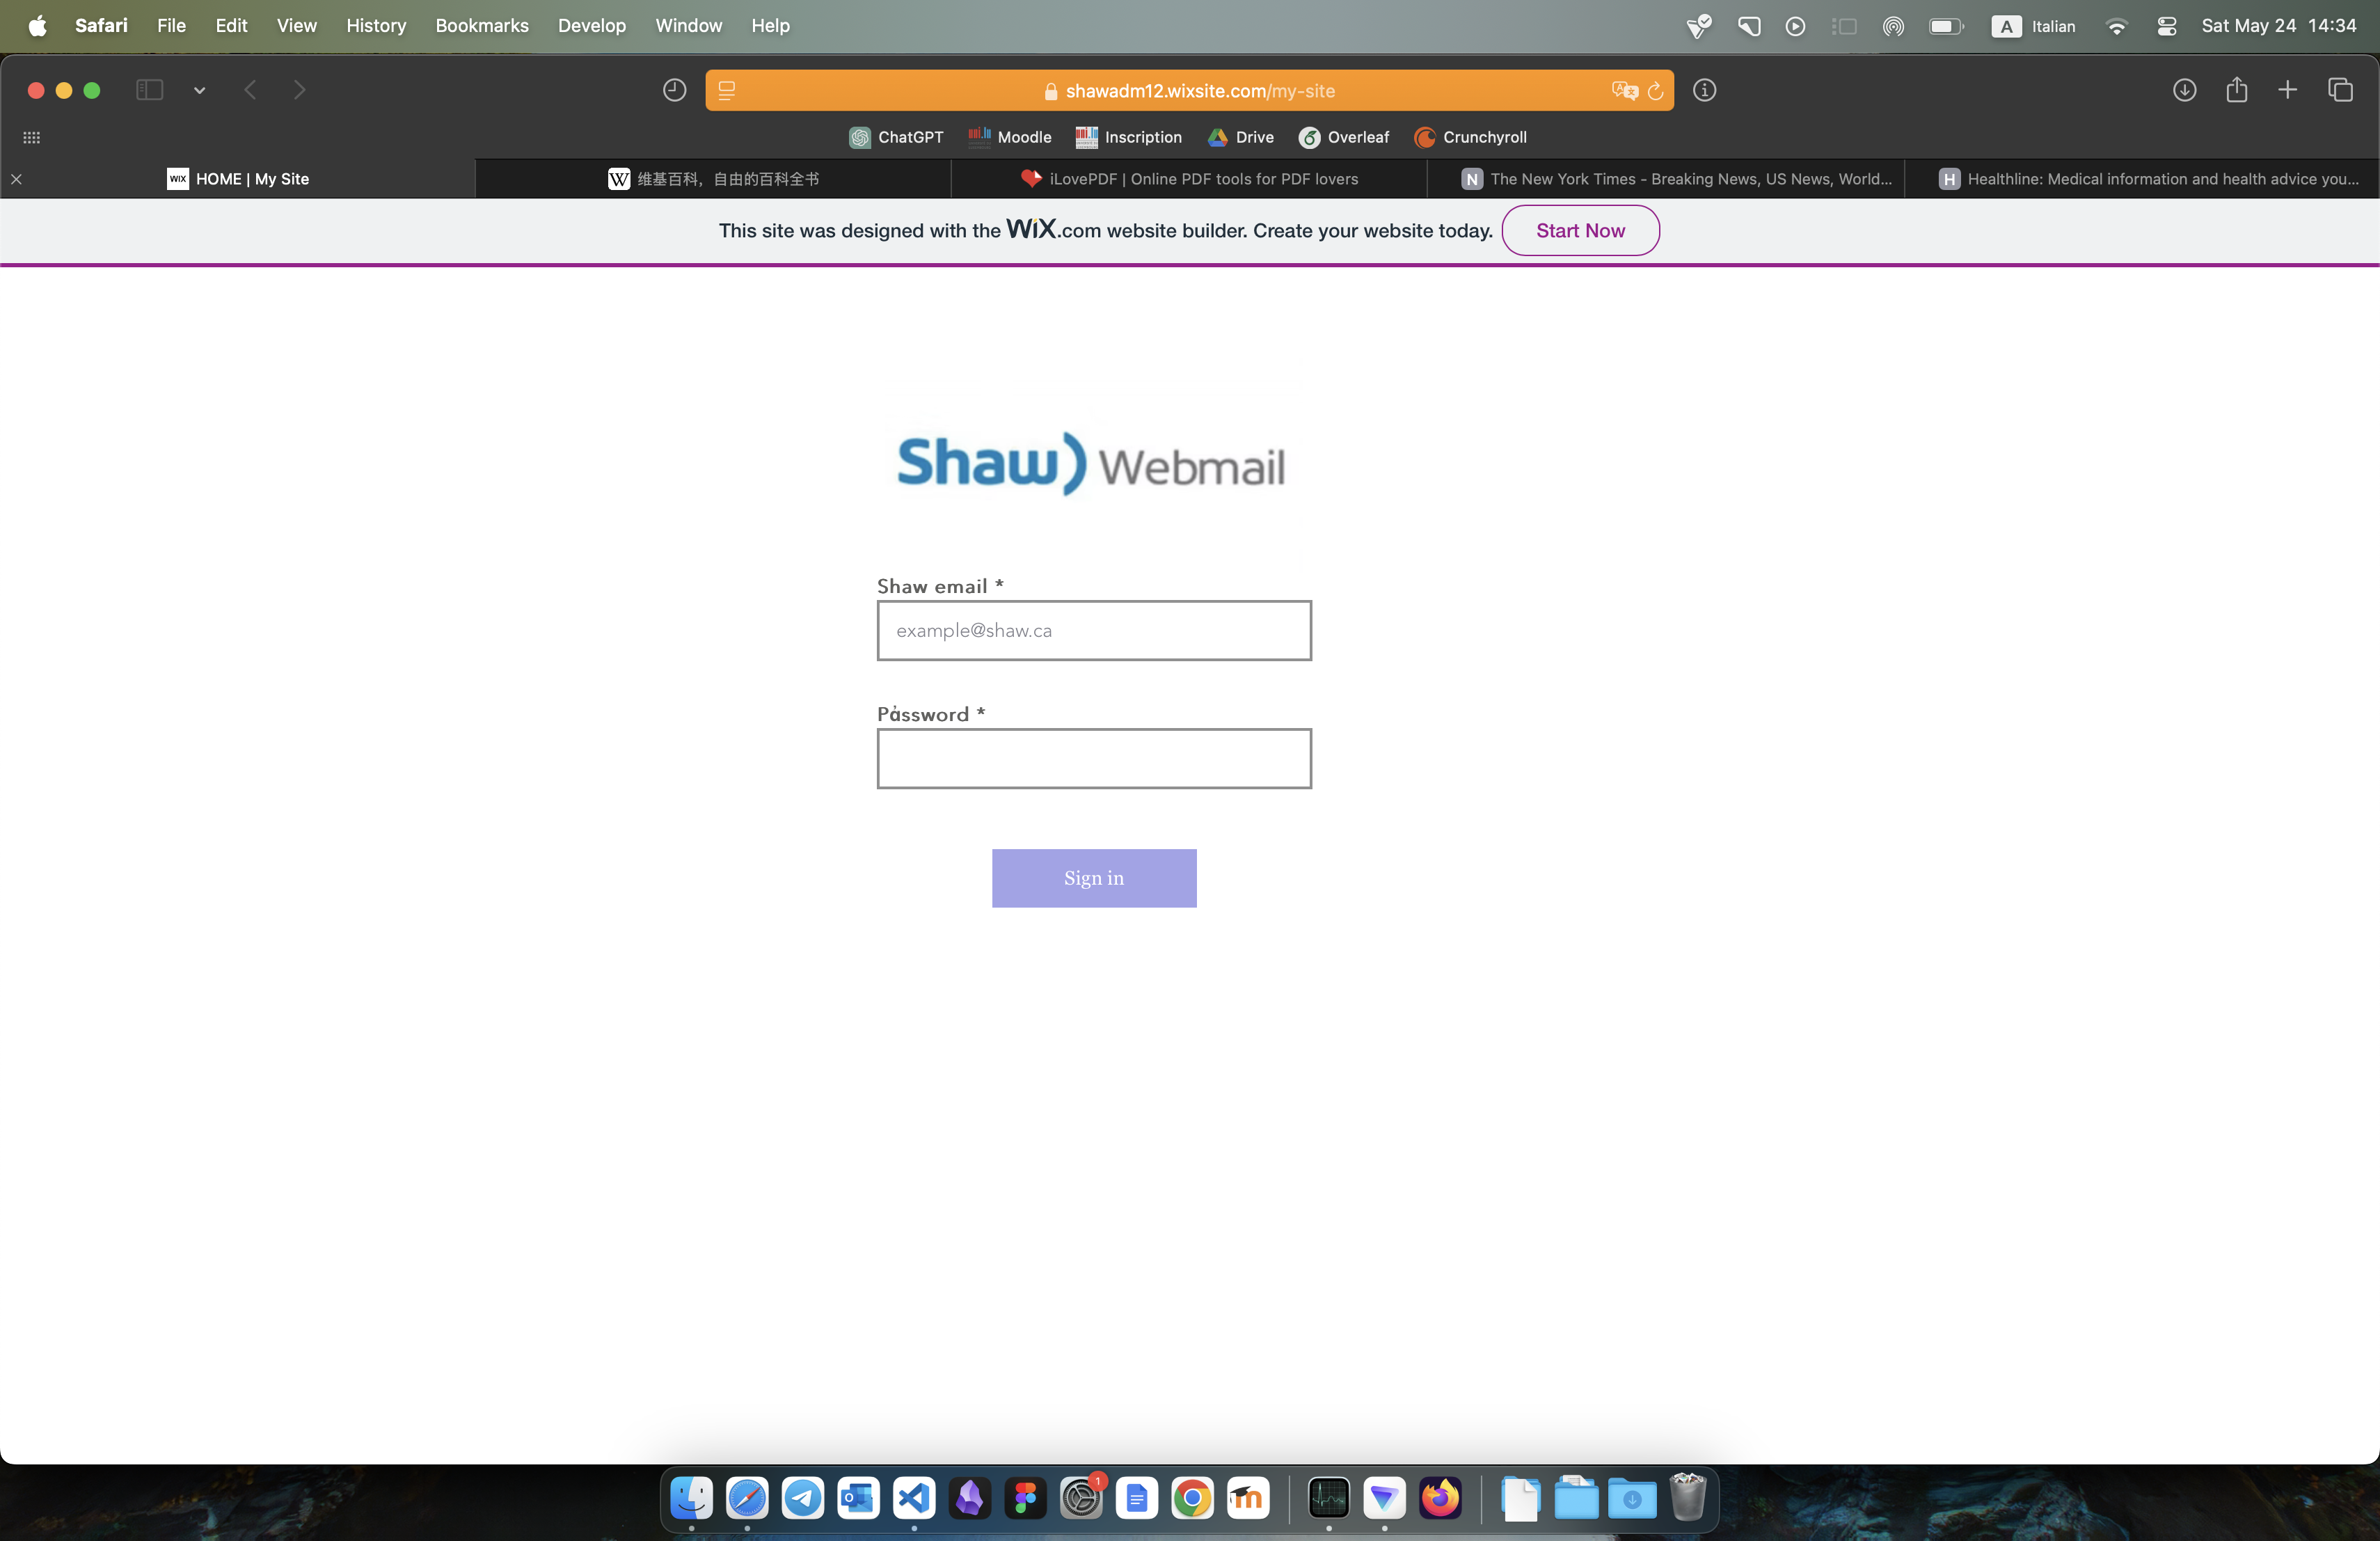 Safari File Edit View History Bookmarks Develop Window Help A Italian Sat May 24 14:34
shawadm12.wixsite.com/my-site
ChatGPT Moodle Inscription Drive Overleaf Crunchyroll
WIX HOME | My Site W 维基百科，自由的百科全书 iLovePDF | Online PDF tools for PDF lovers N The New York Times - Breaking News, US News, World... H Healthline: Medical information and health advice you...
This site was designed with the WiX.com website builder. Create your website today. Start Now
Shaw) Webmail
Shaw email *
example@shaw.ca
Pἀssword *
Sign in
1